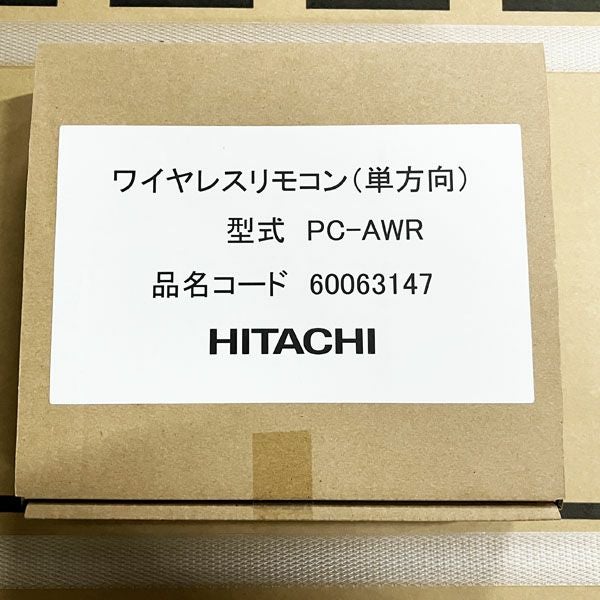 ワイヤレスリモコン(単方向)
型式 PC-AWR
品名コード 60063147
HITACHI